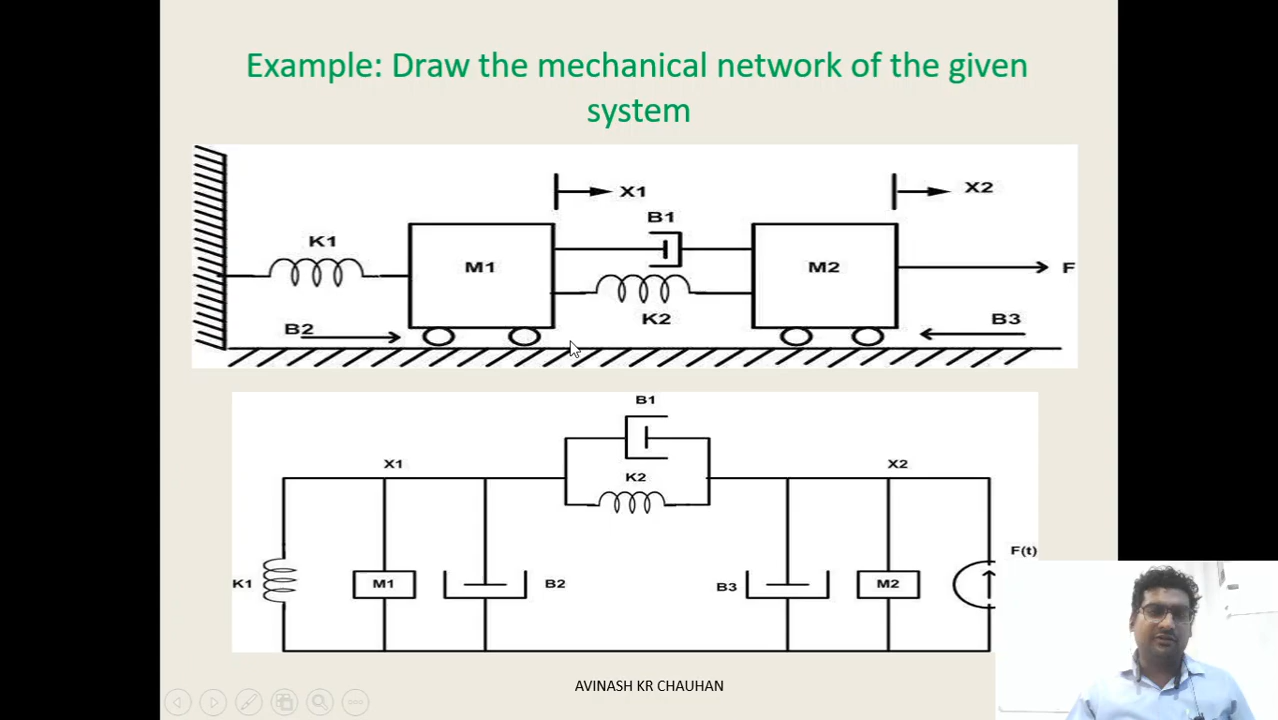 Example: Draw the mechanical network of the given
system
X1
X2
B1
K1
M1
M2
F
K2
B2
B3
B1
X1
K2
X2
F(t)
K1
M1
B2
B3
M2
AVINASH KR CHAUHAN